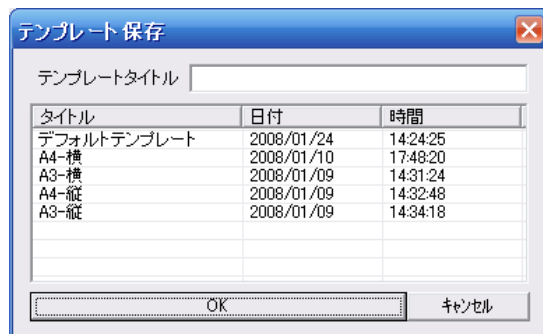 テンプレート保存
テンプレートタイトル
タイトル 日付 時間
デフォルトテンプレート 2008/01/24 14:24:25
A4-横 2008/01/10 17:48:20
A3-横 2008/01/09 14:31:24
A4-縦 2008/01/09 14:32:48
A3-縦 2008/01/09 14:34:18
OK キャンセル